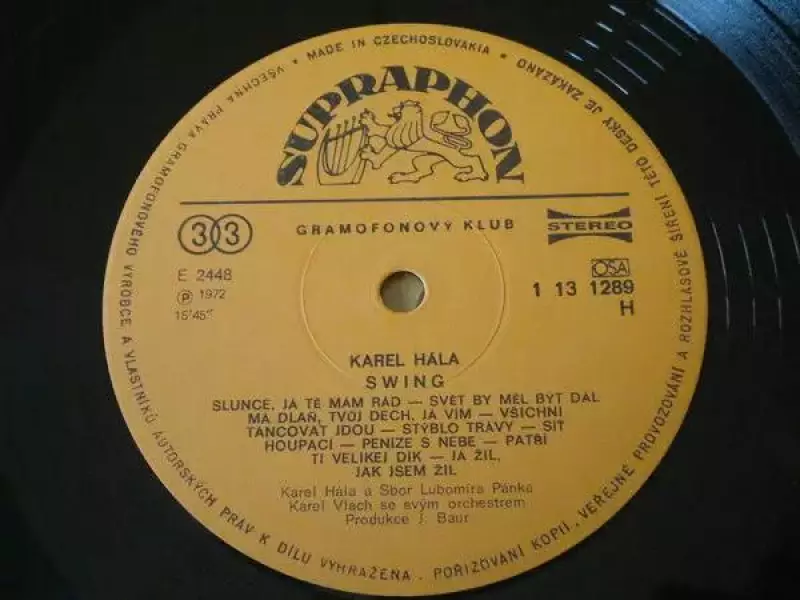 MADE IN CZECHOSLOVAKIA • VŠECHNA PRÁVA GRAMOFONOVÉHO VÝROBCE A VLASTNÍKŮ AUTORSKÝCH PRÁV K DÍLU VYHRAŽENA. POŘIZOVÁNÍ KOPIÍ, VEŘEJNÉ PROVOZOVÁNÍ A ROZHLASOVÉ ŠÍŘENÍ TÉTO DESKY JE ZAKÁZÁNO •
SUPRAPHON
GRAMOFONOVÝ KLUB
33
STEREO
E 2448
Ⓟ 1972
15'45"
OSA
1 13 1289
H
KAREL HÁLA
SWING
SLUNCE, JÁ TĚ MÁM RÁD — SVĚT BY MĚL BÝT DÁL
MÁ DLAŇ, TVŮJ DECH, JÁ VÍM — VŠICHNI
TANCOVAT JDOU — STÝBLO TRÁVY — SÍŤ
HOUPACÍ — PENÍZE S NEBE — PATŘÍ
TI VELIKEJ DÍK — JÁ ŽIL,
JAK JSEM ŽIL
Karel Hála a Sbor Lubomíra Pánka
Karel Vlach se svým orchestrem
Produkce J. Baur